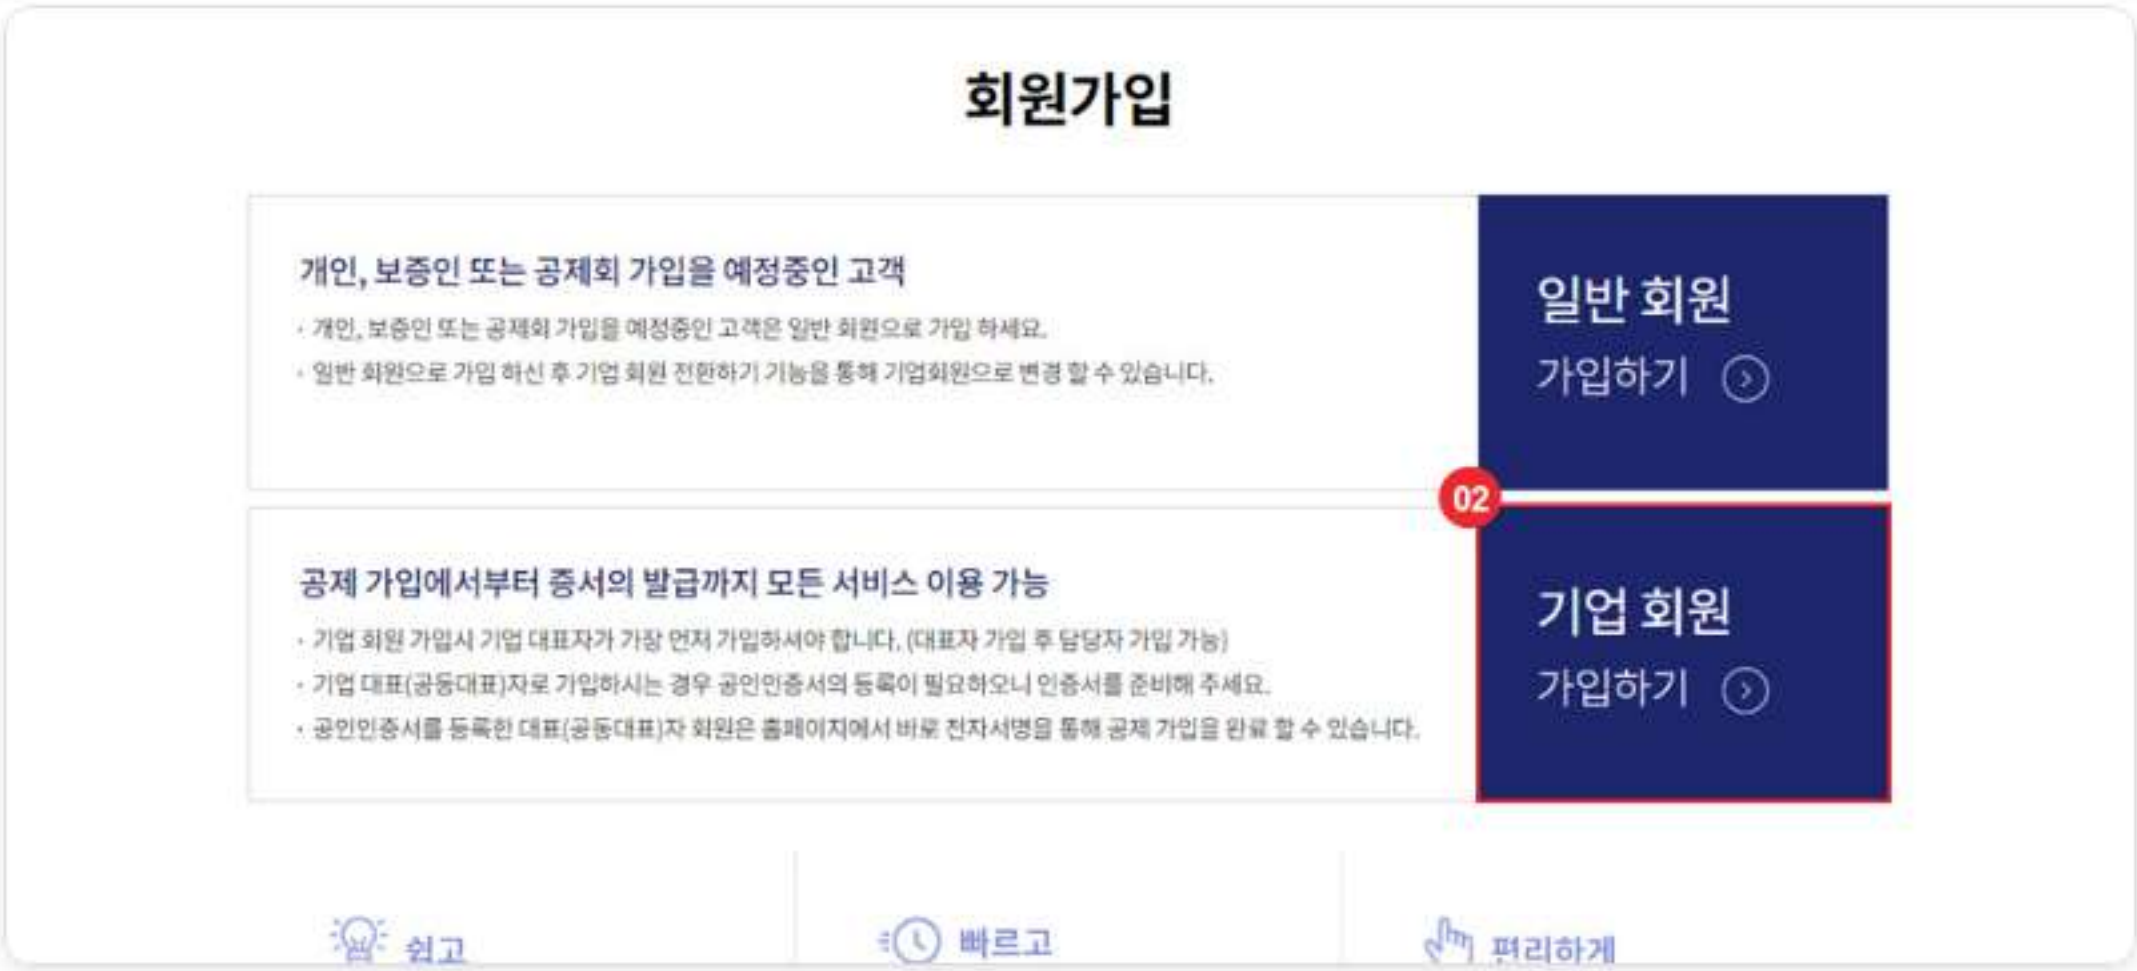 회원가입
개인, 보증인 또는 공제회 가입을 예정중인 고객
· 개인, 보증인 또는 공제회 가입을 예정중인 고객은 일반 회원으로 가입 하세요.
· 일반 회원으로 가입 하신 후 기업 회원 전환하기 기능을 통해 기업회원으로 변경 할 수 있습니다.
일반 회원
가입하기
02
공제 가입에서부터 증서의 발급까지 모든 서비스 이용 가능
· 기업 회원 가입시 기업 대표자가 가장 먼저 가입하셔야 합니다. (대표자 가입 후 담당자 가입 가능)
· 기업 대표(공동대표)자로 가입하시는 경우 공인인증서의 등록이 필요하오니 인증서를 준비해 주세요.
· 공인인증서를 등록한 대표(공동대표)자 회원은 홈페이지에서 바로 전자서명을 통해 공제 가입을 완료 할 수 있습니다.
기업 회원
가입하기
쉽고
빠르고
편리하게